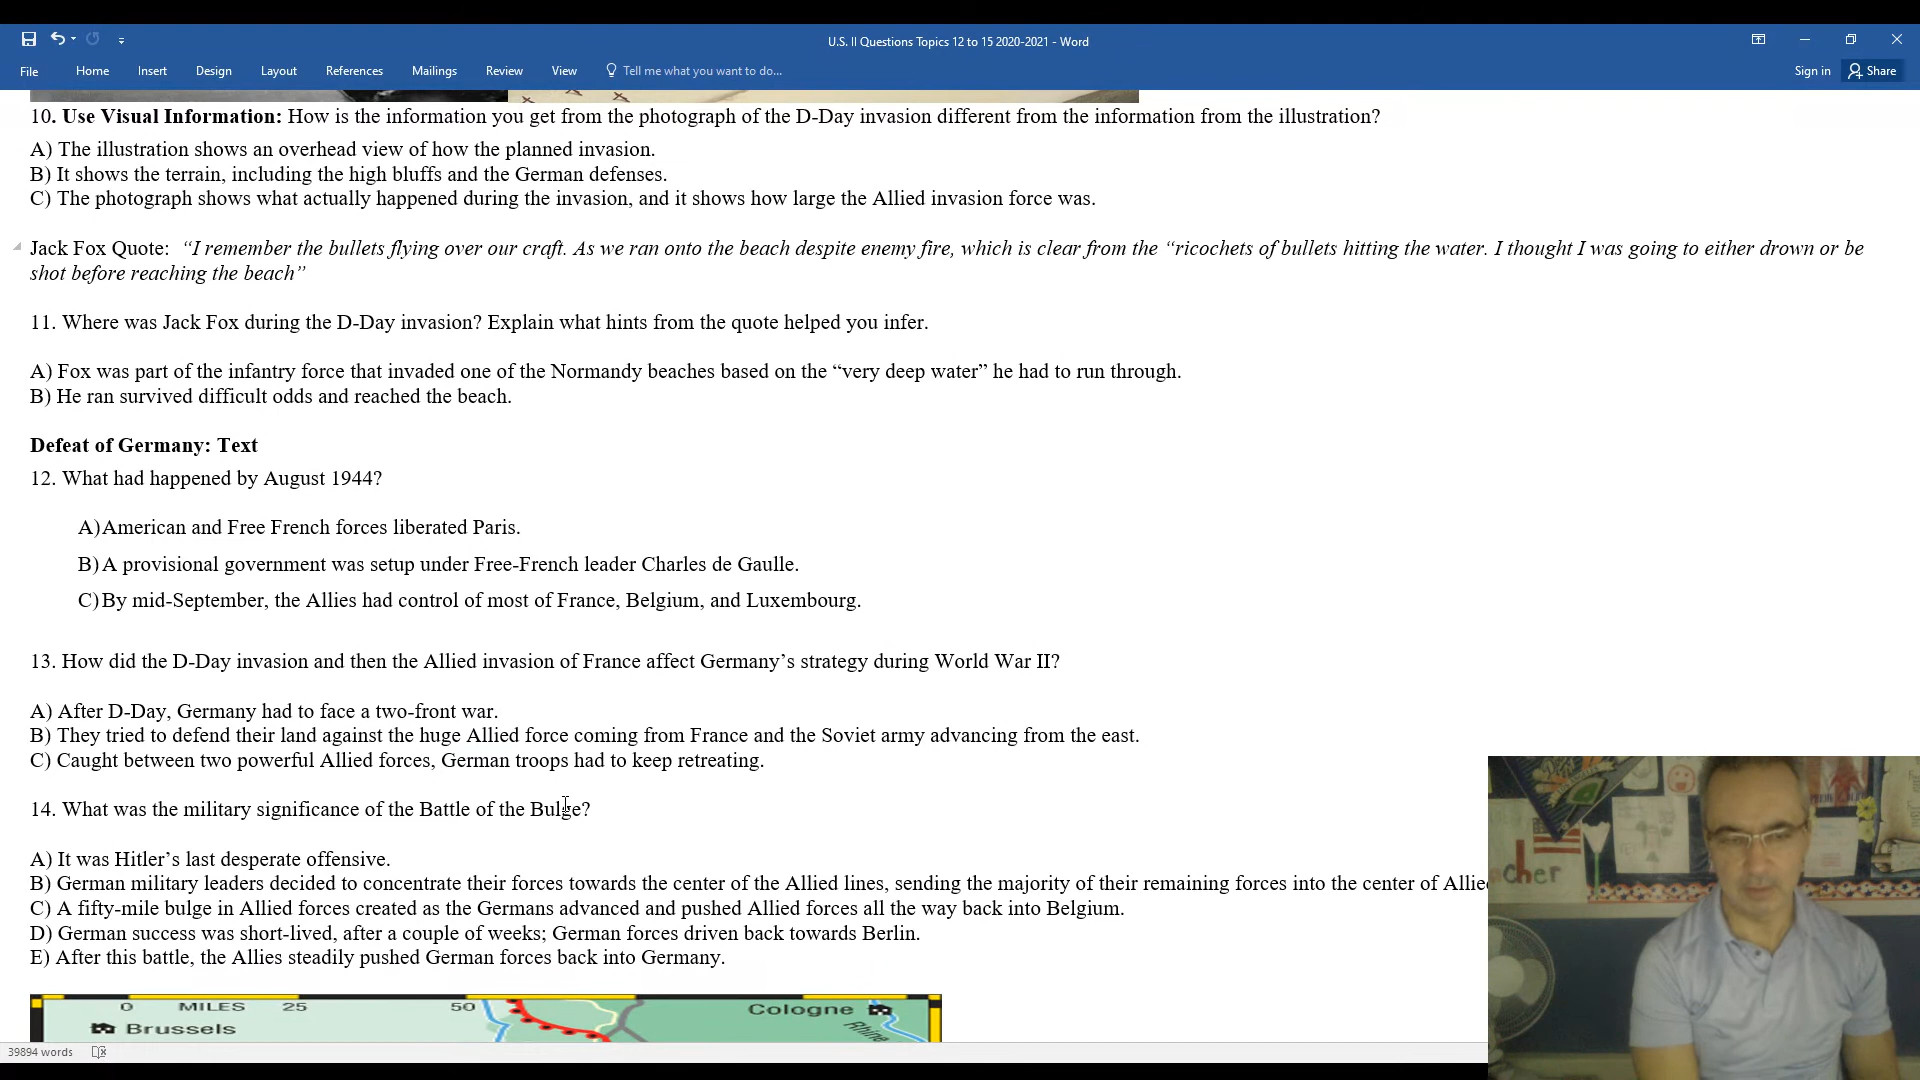 U.S. II Questions Topics 12 to 15 2020-2021 - Word
File Home Insert Design Layout References Mailings Review View Tell me what you want to do... Sign in Share
10. Use Visual Information: How is the information you get from the photograph of the D-Day invasion different from the information from the illustration?
A) The illustration shows an overhead view of how the planned invasion.
B) It shows the terrain, including the high bluffs and the German defenses.
C) The photograph shows what actually happened during the invasion, and it shows how large the Allied invasion force was.
Jack Fox Quote: “I remember the bullets flying over our craft. As we ran onto the beach despite enemy fire, which is clear from the “ricochets of bullets hitting the water. I thought I was going to either drown or be
shot before reaching the beach”
11. Where was Jack Fox during the D-Day invasion? Explain what hints from the quote helped you infer.
A) Fox was part of the infantry force that invaded one of the Normandy beaches based on the “very deep water” he had to run through.
B) He ran survived difficult odds and reached the beach.
Defeat of Germany: Text
12. What had happened by August 1944?
A) American and Free French forces liberated Paris.
B) A provisional government was setup under Free-French leader Charles de Gaulle.
C) By mid-September, the Allies had control of most of France, Belgium, and Luxembourg.
13. How did the D-Day invasion and then the Allied invasion of France affect Germany’s strategy during World War II?
A) After D-Day, Germany had to face a two-front war.
B) They tried to defend their land against the huge Allied force coming from France and the Soviet army advancing from the east.
C) Caught between two powerful Allied forces, German troops had to keep retreating.
14. What was the military significance of the Battle of the Bulge?
A) It was Hitler’s last desperate offensive.
B) German military leaders decided to concentrate their forces towards the center of the Allied lines, sending the majority of their remaining forces into the center of Allie
C) A fifty-mile bulge in Allied forces created as the Germans advanced and pushed Allied forces all the way back into Belgium.
D) German success was short-lived, after a couple of weeks; German forces driven back towards Berlin.
E) After this battle, the Allies steadily pushed German forces back into Germany.
0 MILES 25 50 Cologne
Brussels Rhine
39894 words
cher